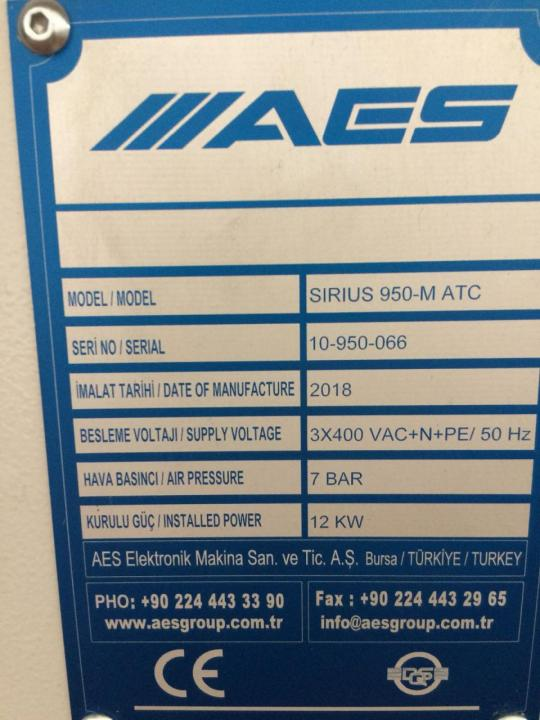 AES
MODEL / MODEL SIRIUS 950-M ATC
SERİ NO / SERIAL 10-950-066
İMALAT TARİHİ / DATE OF MANUFACTURE 2018
BESLEME VOLTAJI / SUPPLY VOLTAGE 3X400 VAC+N+PE/ 50 Hz
HAVA BASINCI / AIR PRESSURE 7 BAR
KURULU GÜÇ / INSTALLED POWER 12 KW
AES Elektronik Makina San. ve Tic. A.Ş. Bursa / TÜRKİYE / TURKEY
PHO: +90 224 443 33 90 Fax : +90 224 443 29 65
www.aesgroup.com.tr info@aesgroup.com.tr
CE